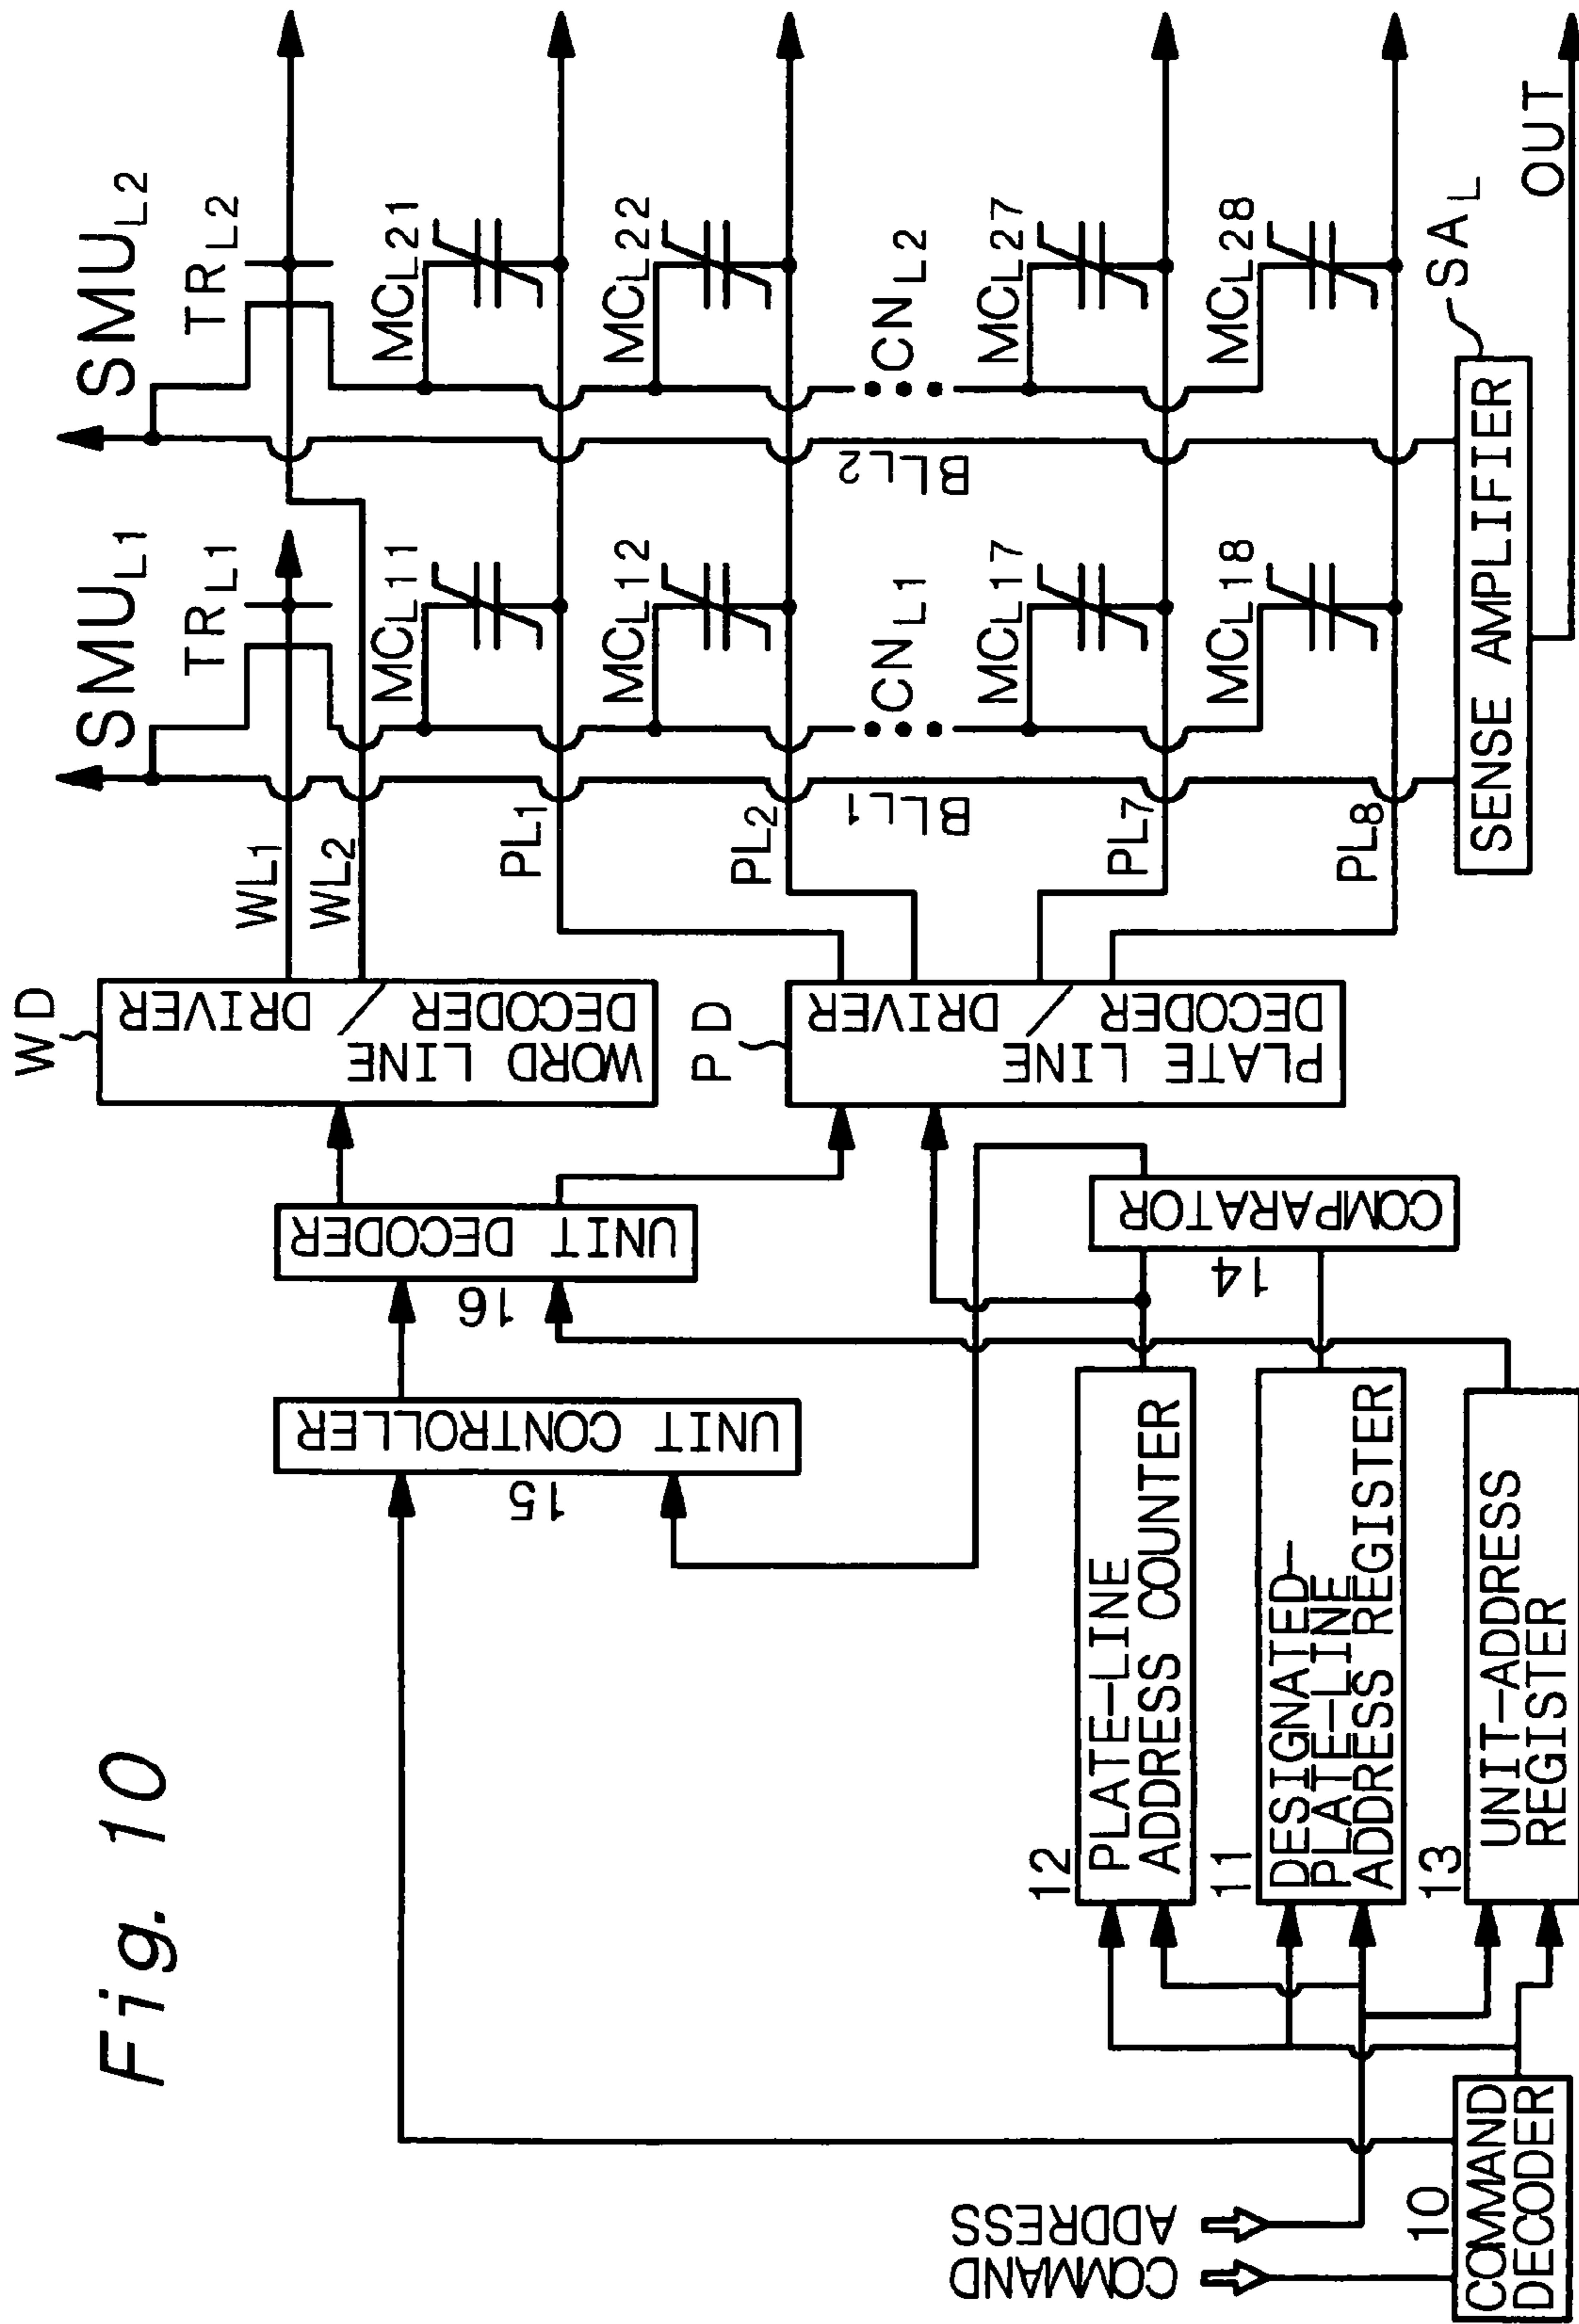 Fig. 10
COMMAND
ADDRESS
10
COMMAND
DECODER
12
PLATE-LINE
ADDRESS COUNTER
11
DESIGNATED-
PLATE-LINE
ADDRESS REGISTER
13
UNIT-ADDRESS
REGISTER
14
COMPARATOR
15
UNIT CONTROLLER
16
UNIT
DECODER
WD
WORD LINE
DECODER /
DRIVER
PD
PLATE LINE
DECODER /
DRIVER
WL1
WL2
PL1
PL2
PL7
PL8
SMUL1
TRL1
MCL11
MCL12
CNL1
MCL17
MCL18
BLL1
SMUL2
TRL2
MCL21
MCL22
CNL2
MCL27
MCL28
BLL2
SENSE AMPLIFIER
SAL
OUT